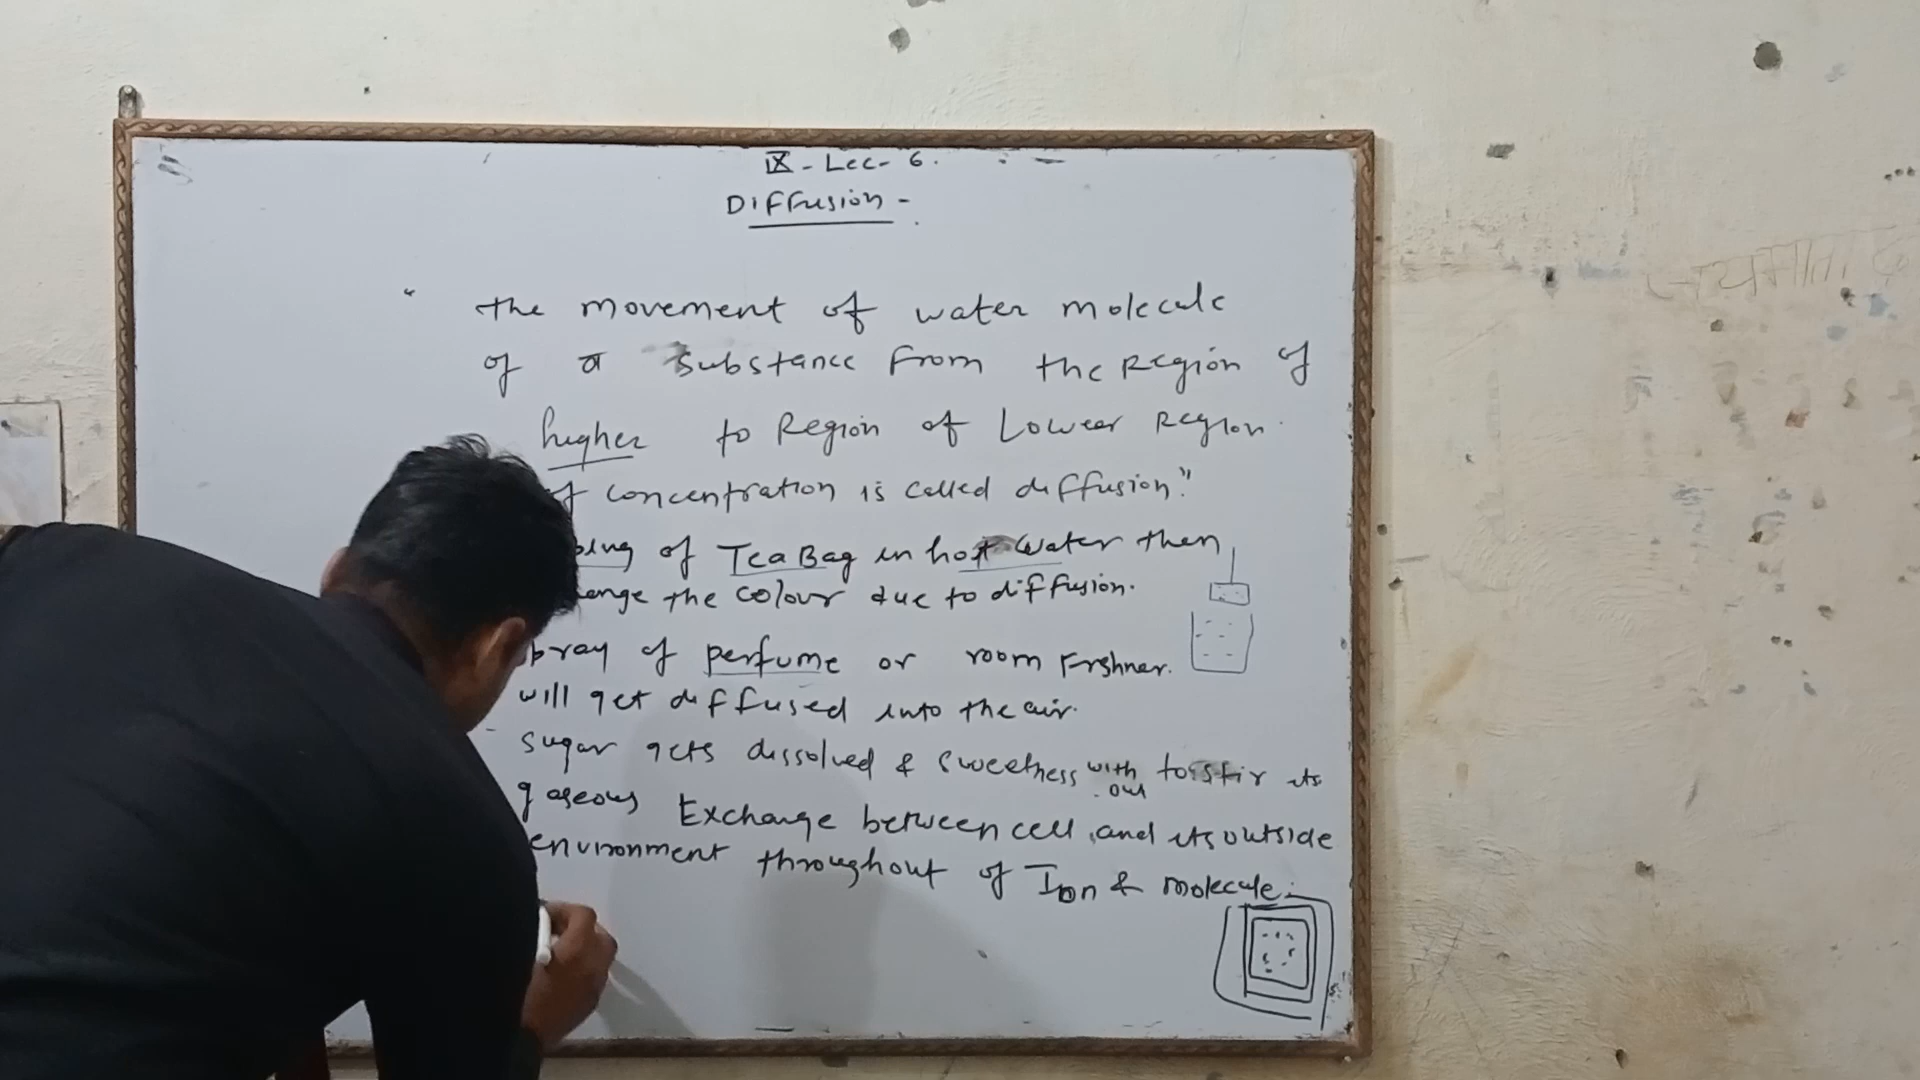 IX - Lec - 6.
Diffusion -
" the movement of water molecule
of a substance from the Region of
higher to Region of Lower Region.
of concentration is called diffusion."
of Tea Bag in hot water then
the colour due to diffusion.
of perfume or room Frshner.
will get diffused into the air.
sugar gets dissolved & sweetness with out to stir its
gaseous Exchange between cell and its outside
environment throughout of Ion & molecule.